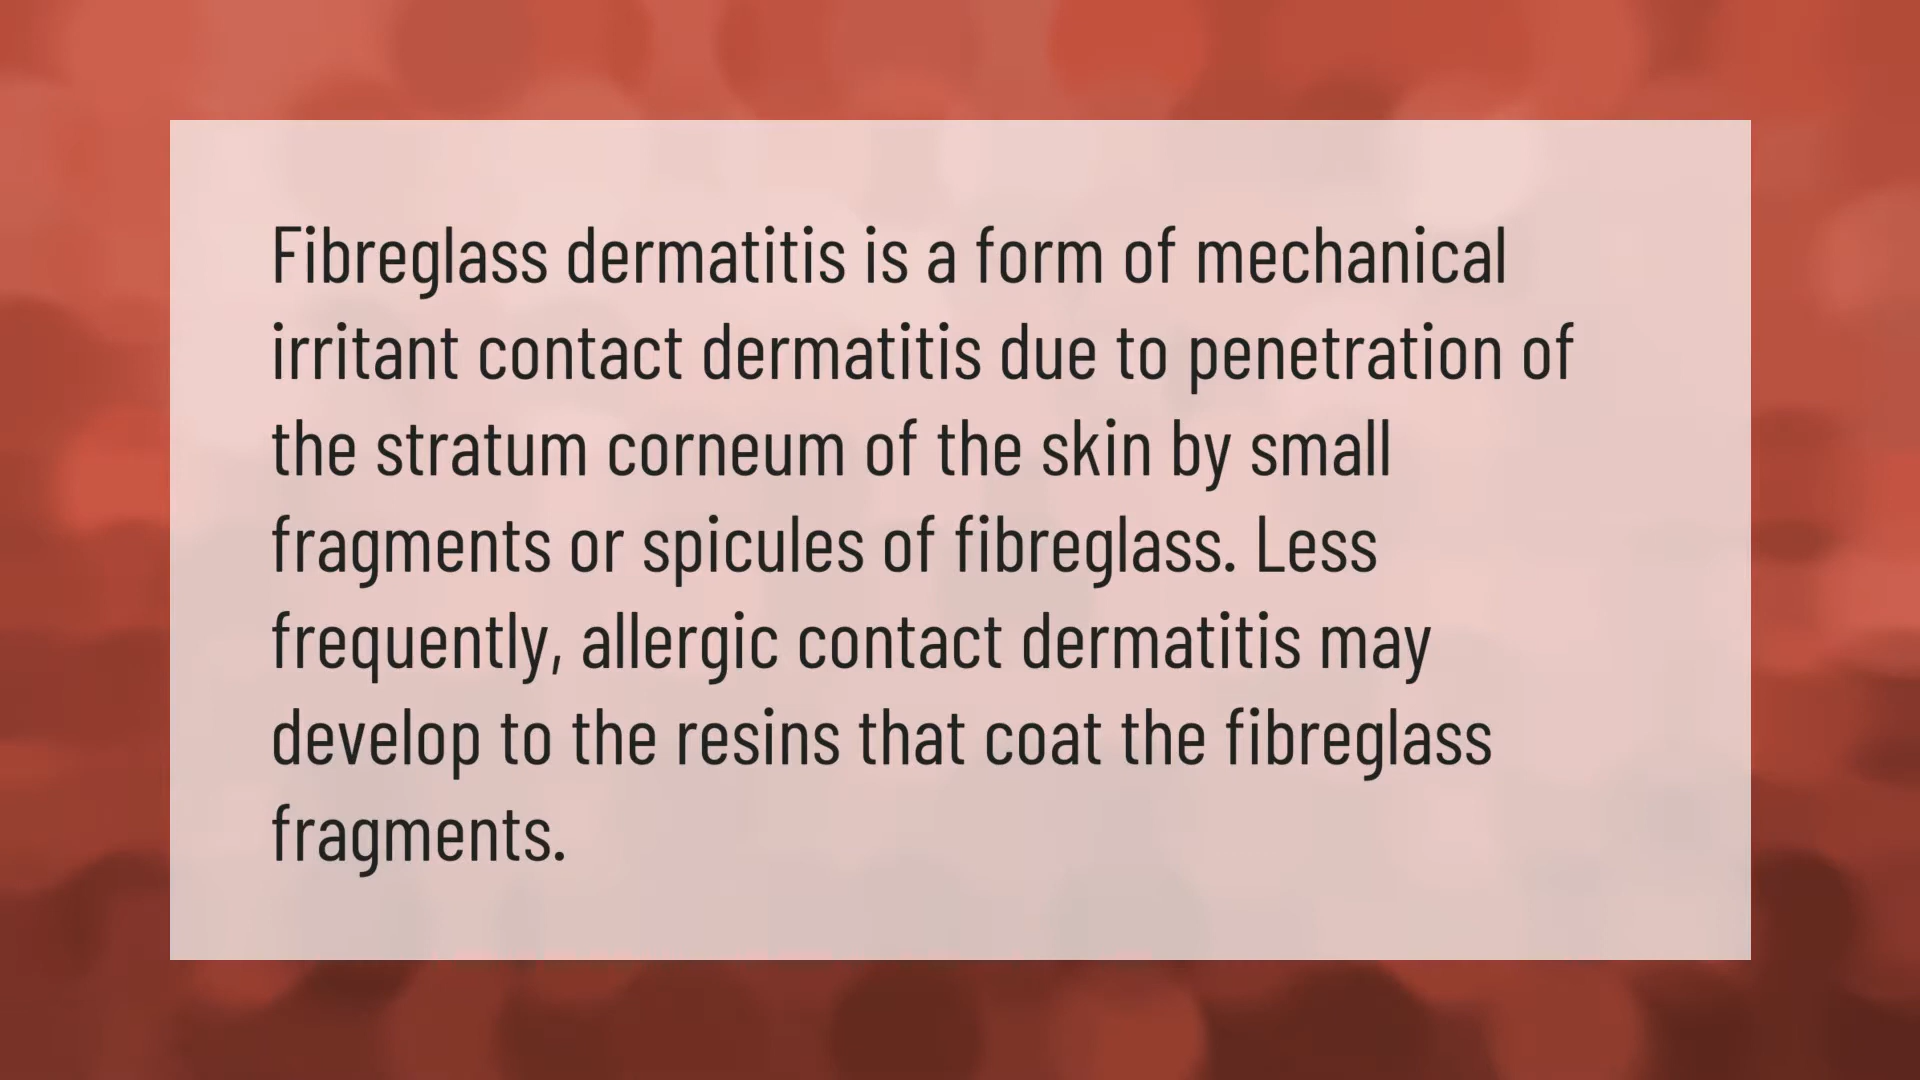 Fibreglass dermatitis is a form of mechanical
irritant contact dermatitis due to penetration of
the stratum corneum of the skin by small
fragments or spicules of fibreglass. Less
frequently, allergic contact dermatitis may
develop to the resins that coat the fibreglass
fragments.